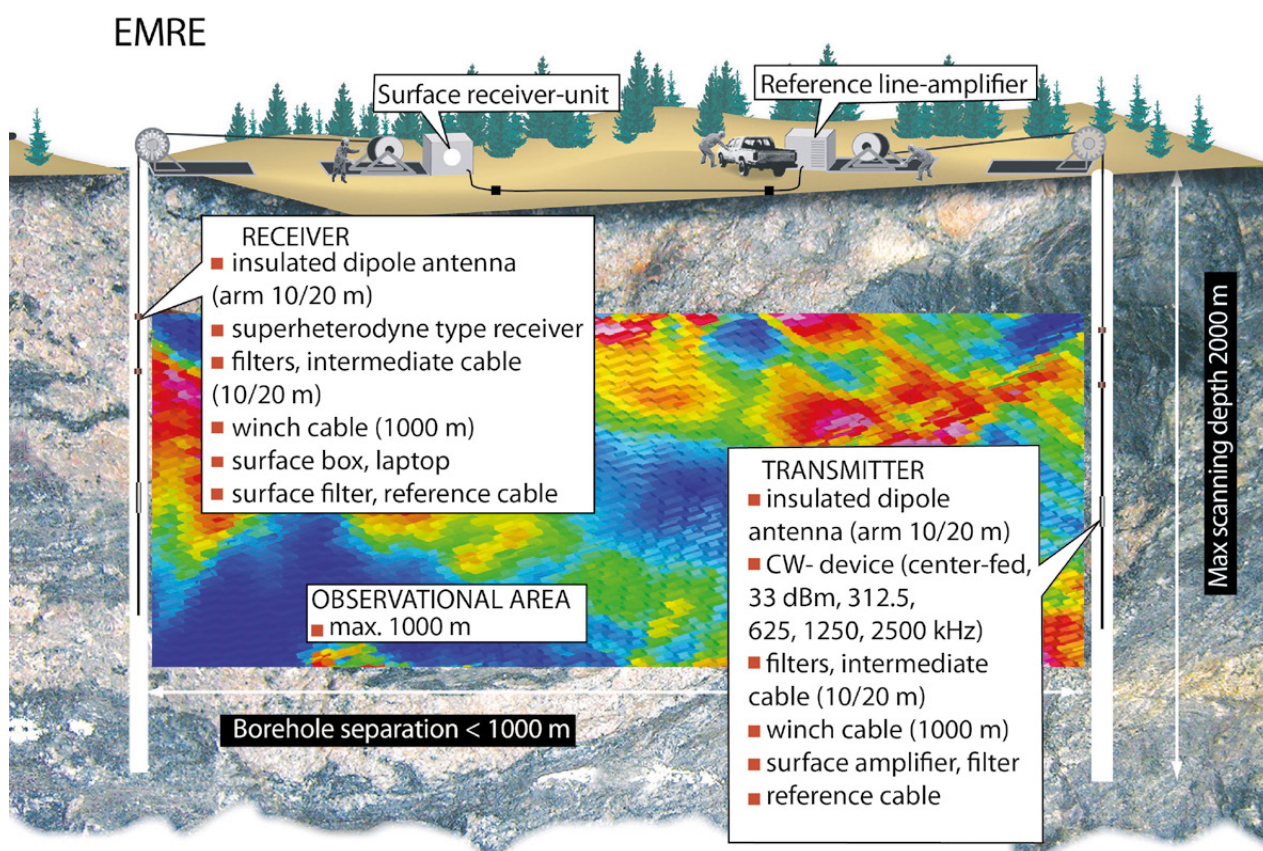 EMRE
Surface receiver-unit
Reference line-amplifier
RECEIVER
■ insulated dipole antenna
(arm 10/20 m)
■ superheterodyne type receiver
■ filters, intermediate cable
(10/20 m)
■ winch cable (1000 m)
■ surface box, laptop
■ surface filter, reference cable
OBSERVATIONAL AREA
■ max. 1000 m
Borehole separation < 1000 m
TRANSMITTER
■ insulated dipole
antenna (arm 10/20 m)
■ CW- device (center-fed,
33 dBm, 312.5,
625, 1250, 2500 kHz)
■ filters, intermediate
cable (10/20 m)
■ winch cable (1000 m)
■ surface amplifier, filter
■ reference cable
Max scanning depth 2000 m